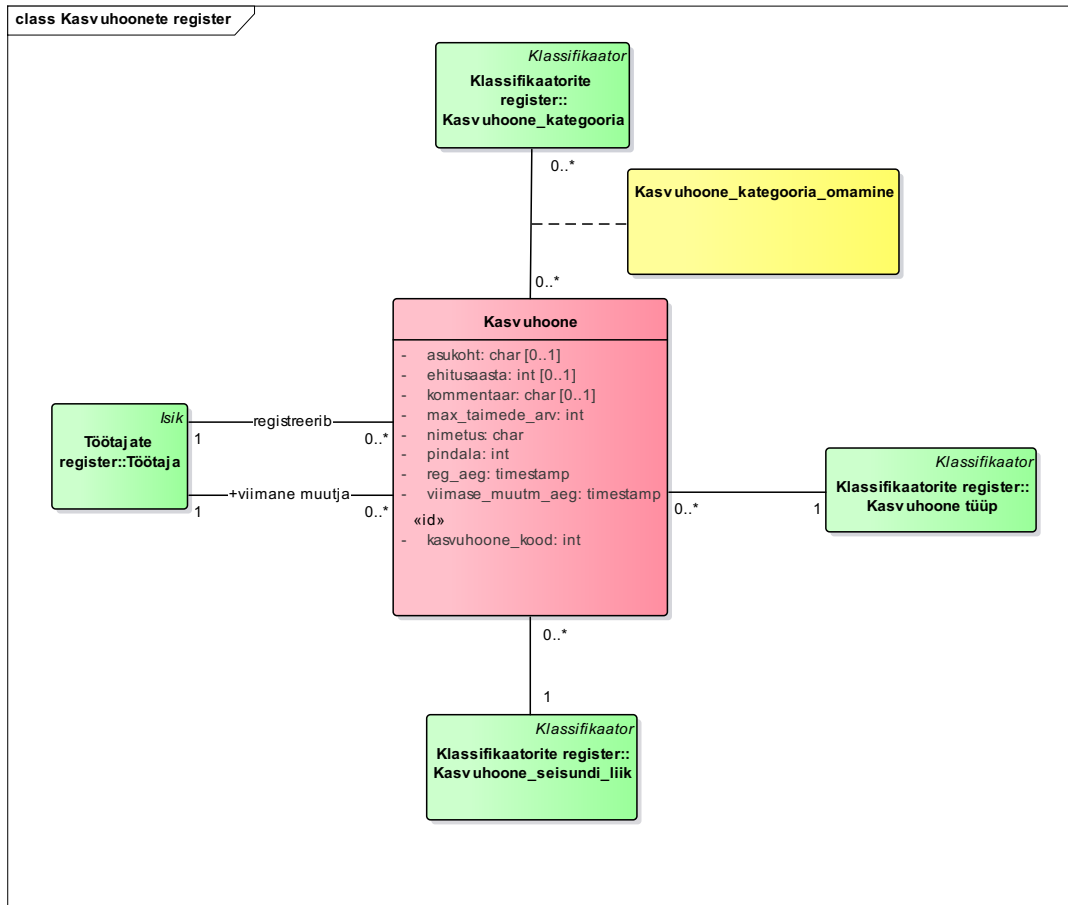 class Kasvuhoonete register
Klassifikaator
Klassifikaatorite
register::
Kasvuhoone_kategooria
0..*
Kasvuhoone_kategooria_omamine
0..*
Kasvuhoone
- asukoht: char [0..1]
- ehitusaasta: int [0..1]
- kommentaar: char [0..1]
- max_taimede_arv: int
- nimetus: char
- pindala: int
- reg_aeg: timestamp
- viimase_muutm_aeg: timestamp
«id»
- kasvuhoone_kood: int
Isik
Töötajate
register::Töötaja
registreerib
1
0..*
+viimane muutja
1
0..*
Klassifikaator
Klassifikaatorite register::
Kasvuhoone tüüp
0..*
1
0..*
1
Klassifikaator
Klassifikaatorite register::
Kasvuhoone_seisundi_liik